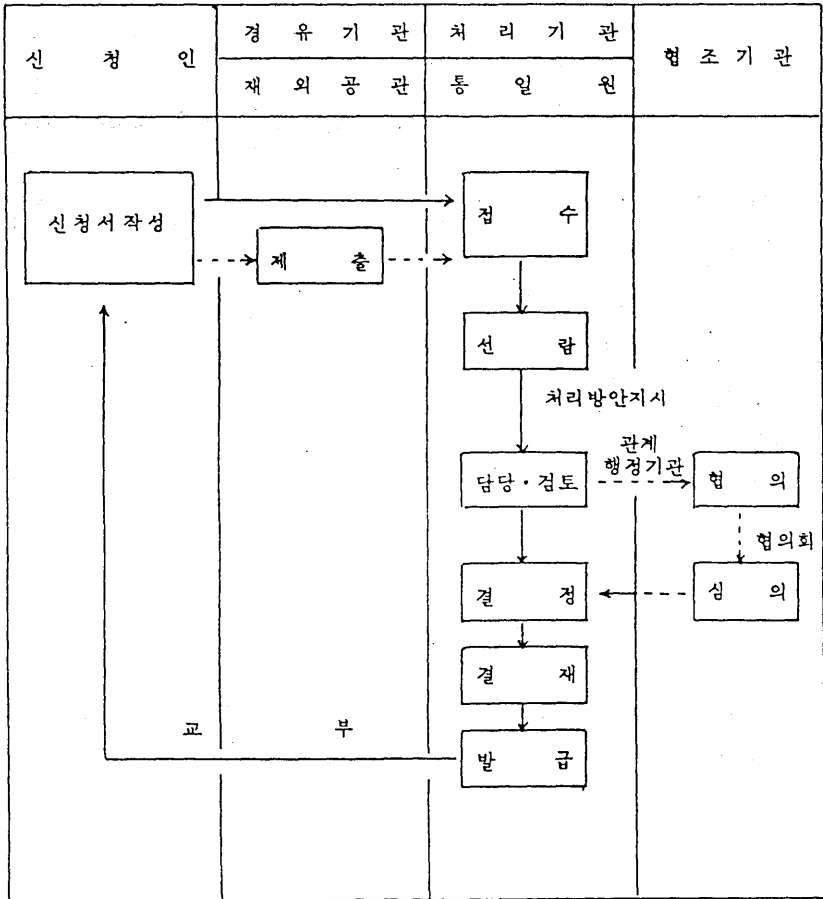 신 청 인
경 유 기 관
재 외 공 관
처 리 기 관
통 일 원
협 조 기 관
신청서작성
제 출
접 수
선 람
처리방안지시
담당·검토
관계
행정기관
협 의
협의회
심 의
결 정
결 재
교 부
발 급